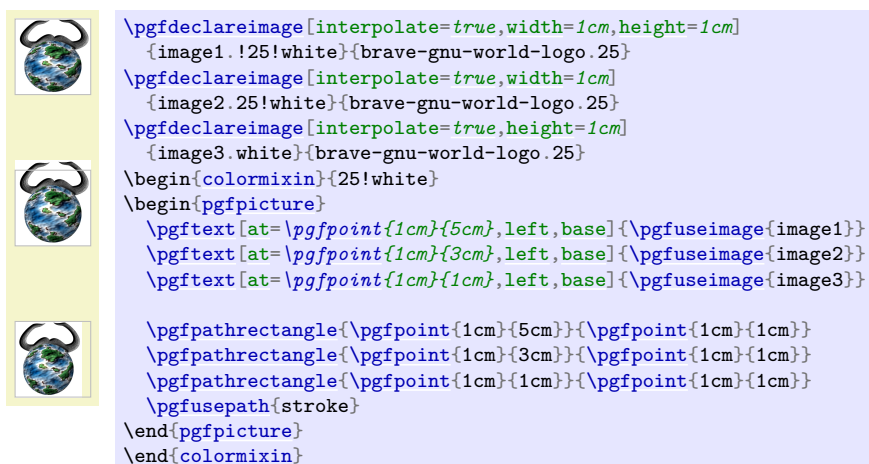 \pgfdeclareimage[interpolate=true,width=1cm,height=1cm]
{image1.!25!white}{brave-gnu-world-logo.25}
\pgfdeclareimage[interpolate=true,width=1cm]
{image2.25!white}{brave-gnu-world-logo.25}
\pgfdeclareimage[interpolate=true,height=1cm]
{image3.white}{brave-gnu-world-logo.25}
\begin{colormixin}{25!white}
\begin{pgfpicture}
\pgftext[at=\pgfpoint{1cm}{5cm},left,base]{\pgfuseimage{image1}}
\pgftext[at=\pgfpoint{1cm}{3cm},left,base]{\pgfuseimage{image2}}
\pgftext[at=\pgfpoint{1cm}{1cm},left,base]{\pgfuseimage{image3}}
\pgfpathrectangle{\pgfpoint{1cm}{5cm}}{\pgfpoint{1cm}{1cm}}
\pgfpathrectangle{\pgfpoint{1cm}{3cm}}{\pgfpoint{1cm}{1cm}}
\pgfpathrectangle{\pgfpoint{1cm}{1cm}}{\pgfpoint{1cm}{1cm}}
\pgfusepath{stroke}
\end{pgfpicture}
\end{colormixin}